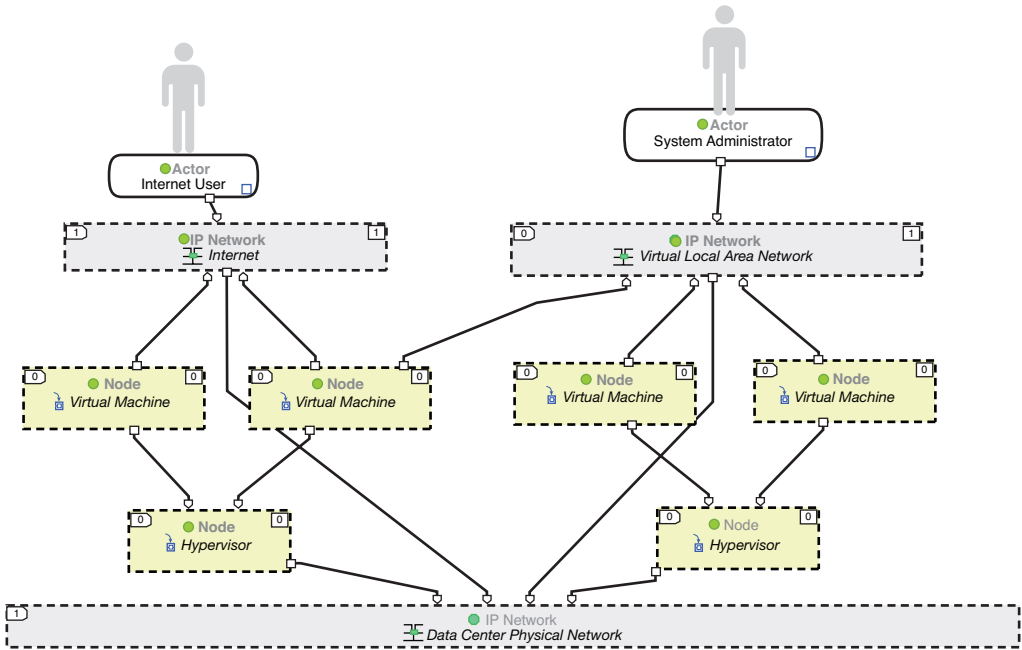 Actor
System Administrator
Actor
Internet User
1
1
IP Network
Internet
0
1
IP Network
Virtual Local Area Network
0
0
Node
Virtual Machine
0
0
Node
Virtual Machine
0
0
Node
Virtual Machine
0
0
Node
Virtual Machine
0
0
Node
Hypervisor
0
0
Node
Hypervisor
1
IP Network
Data Center Physical Network